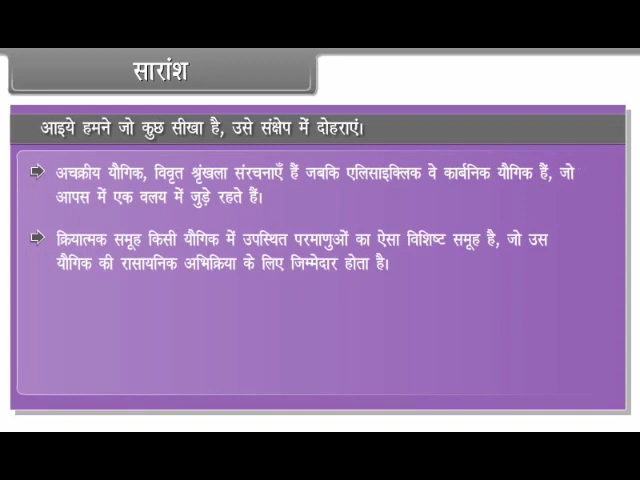 सारांश
आइये हमने जो कुछ सीखा है, उसे संक्षेप में दोहराएं।
अचक्रीय यौगिक, विवृत श्रृंखला संरचनाएँ हैं जबकि एलिसाइक्लिक वे कार्बनिक यौगिक हैं, जो
आपस में एक वलय में जुड़े रहते हैं।
क्रियात्मक समूह किसी यौगिक में उपस्थित परमाणुओं का ऐसा विशिष्ट समूह है, जो उस
यौगिक की रासायनिक अभिक्रिया के लिए जिम्मेदार होता है।